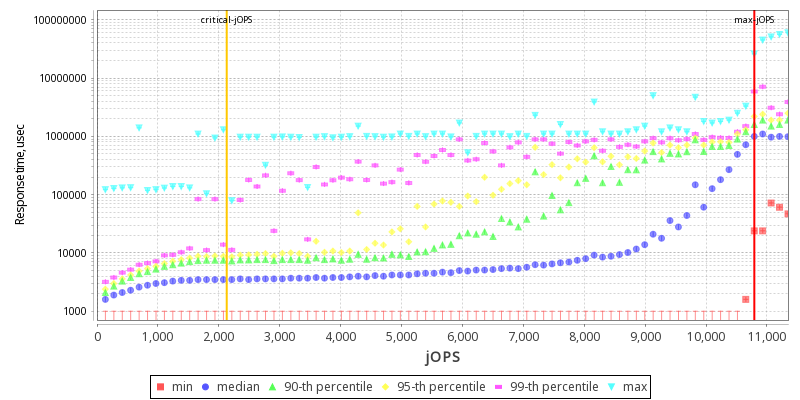 critical-jOPS max-jOPS
100000000
10000000
1000000
100000
10000
1000
Response time, usec
0 1,000 2,000 3,000 4,000 5,000 6,000 7,000 8,000 9,000 10,000 11,000
jOPS
min median 90-th percentile 95-th percentile 99-th percentile max